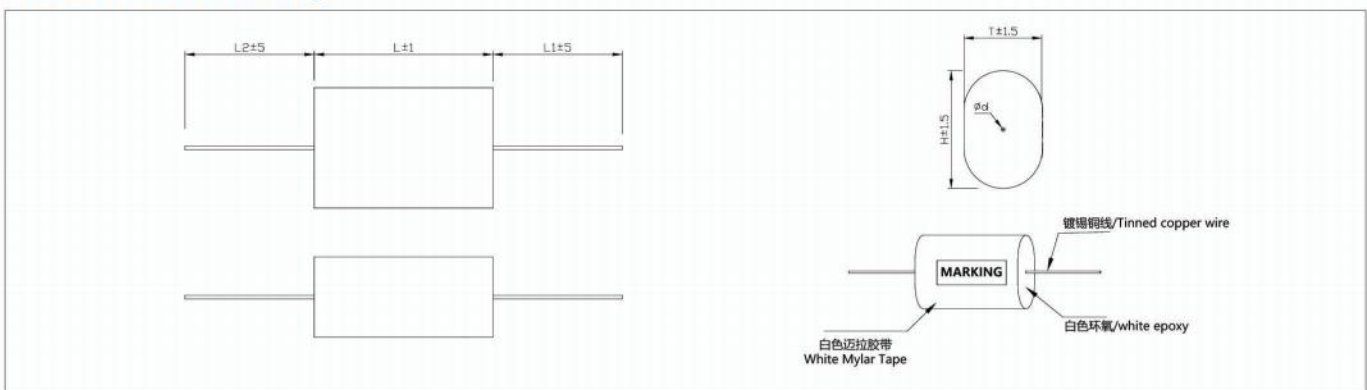 L2±5
L±1
L1±5
T±1.5
H±1.5
Ød
镀锡铜线/Tinned copper wire
MARKING
白色环氧/white epoxy
白色迈拉胶带
White Mylar Tape